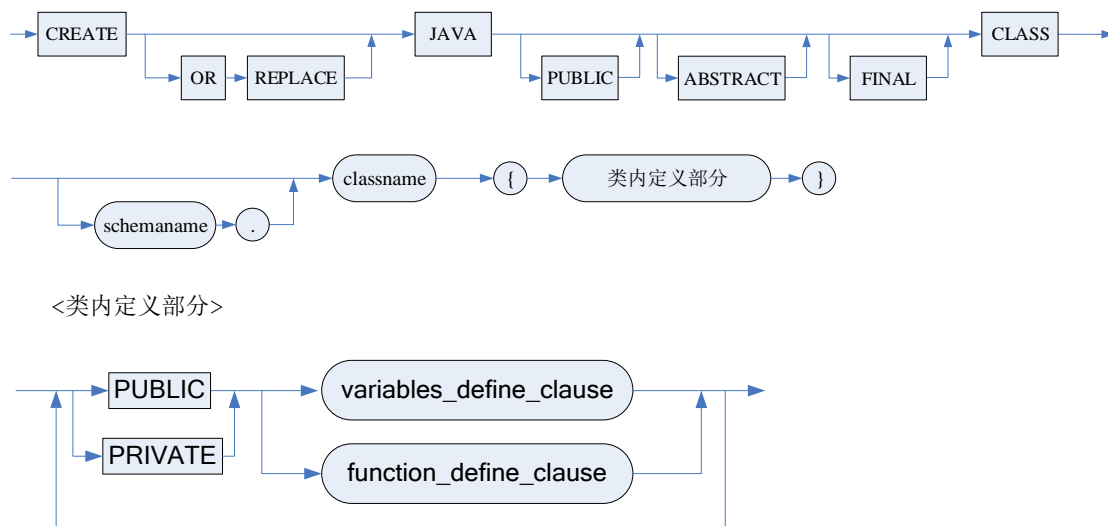 CREATE JAVA CLASS
OR REPLACE PUBLIC ABSTRACT FINAL
classname { 类内定义部分 }
schemaname .
<类内定义部分>
PUBLIC variables_define_clause
PRIVATE function_define_clause